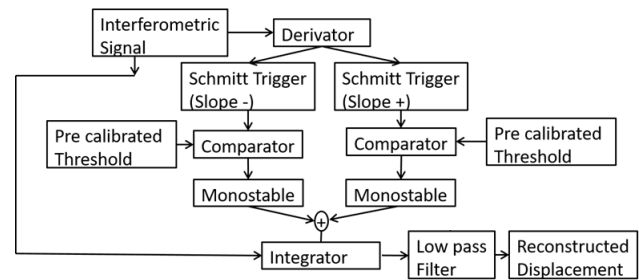 Interferometric
Signal
Derivator
Schmitt Trigger
(Slope -)
Schmitt Trigger
(Slope +)
Pre calibrated
Threshold
Comparator
Comparator
Pre calibrated
Threshold
Monostable
Monostable
+
Integrator
Low pass
Filter
Reconstructed
Displacement